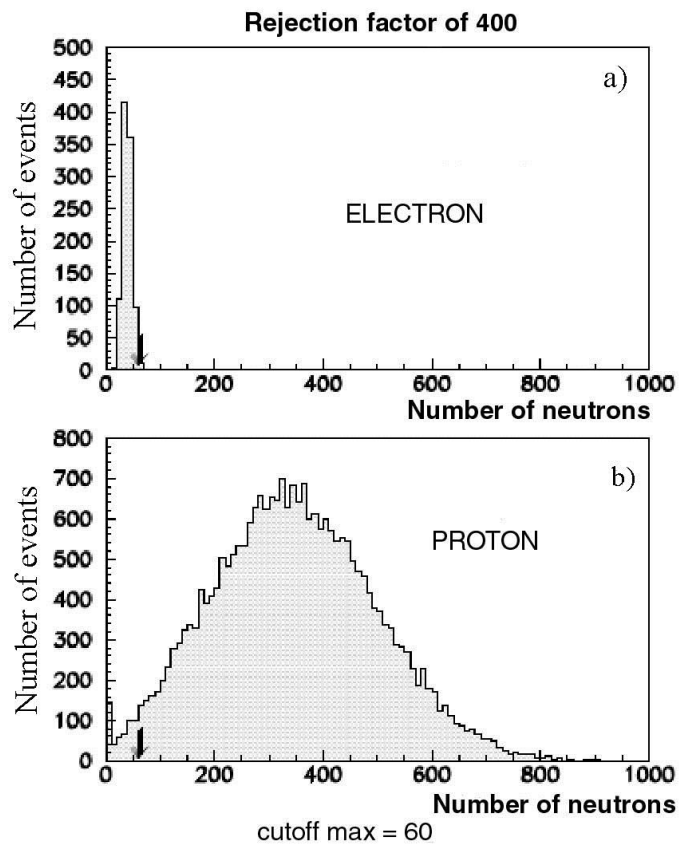 Rejection factor of 400
500
450
400
350
300
250
200
150
100
50
0
Number of events
a)
ELECTRON
0 200 400 600 800 1000
Number of neutrons
800
700
600
500
400
300
200
100
0
Number of events
b)
PROTON
0 200 400 600 800 1000
Number of neutrons
cutoff max = 60